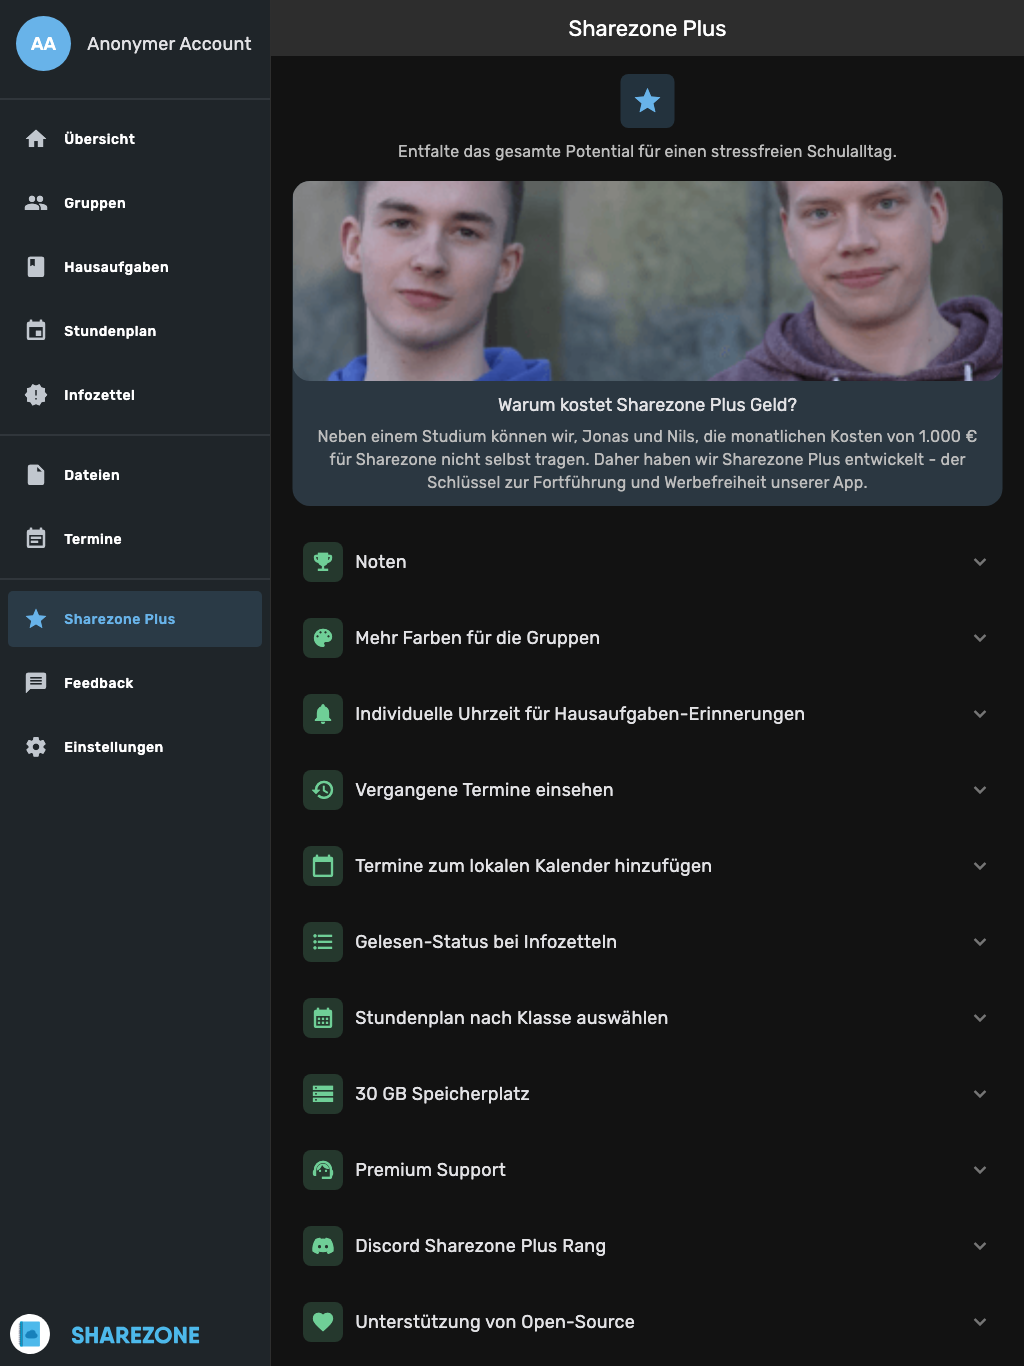 AA
Anonymer Account
Übersicht
Gruppen
Hausaufgaben
Stundenplan
Infozettel
Dateien
Termine
Sharezone Plus
Feedback
Einstellungen
SHAREZONE
Sharezone Plus
Entfalte das gesamte Potential für einen stressfreien Schulalltag.
Warum kostet Sharezone Plus Geld?
Neben einem Studium können wir, Jonas und Nils, die monatlichen Kosten von 1.000 €
für Sharezone nicht selbst tragen. Daher haben wir Sharezone Plus entwickelt - der
Schlüssel zur Fortführung und Werbefreiheit unserer App.
Noten
Mehr Farben für die Gruppen
Individuelle Uhrzeit für Hausaufgaben-Erinnerungen
Vergangene Termine einsehen
Termine zum lokalen Kalender hinzufügen
Gelesen-Status bei Infozetteln
Stundenplan nach Klasse auswählen
30 GB Speicherplatz
Premium Support
Discord Sharezone Plus Rang
Unterstützung von Open-Source